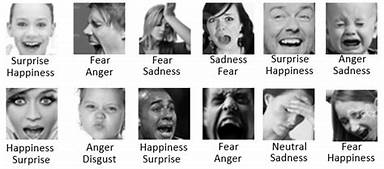 Surprise Fear Fear Sadness Surprise Anger
Happiness Anger Sadness Fear Happiness Sadness
Happiness Anger Happiness Fear Neutral Fear
Surprise Disgust Surprise Anger Sadness Happiness